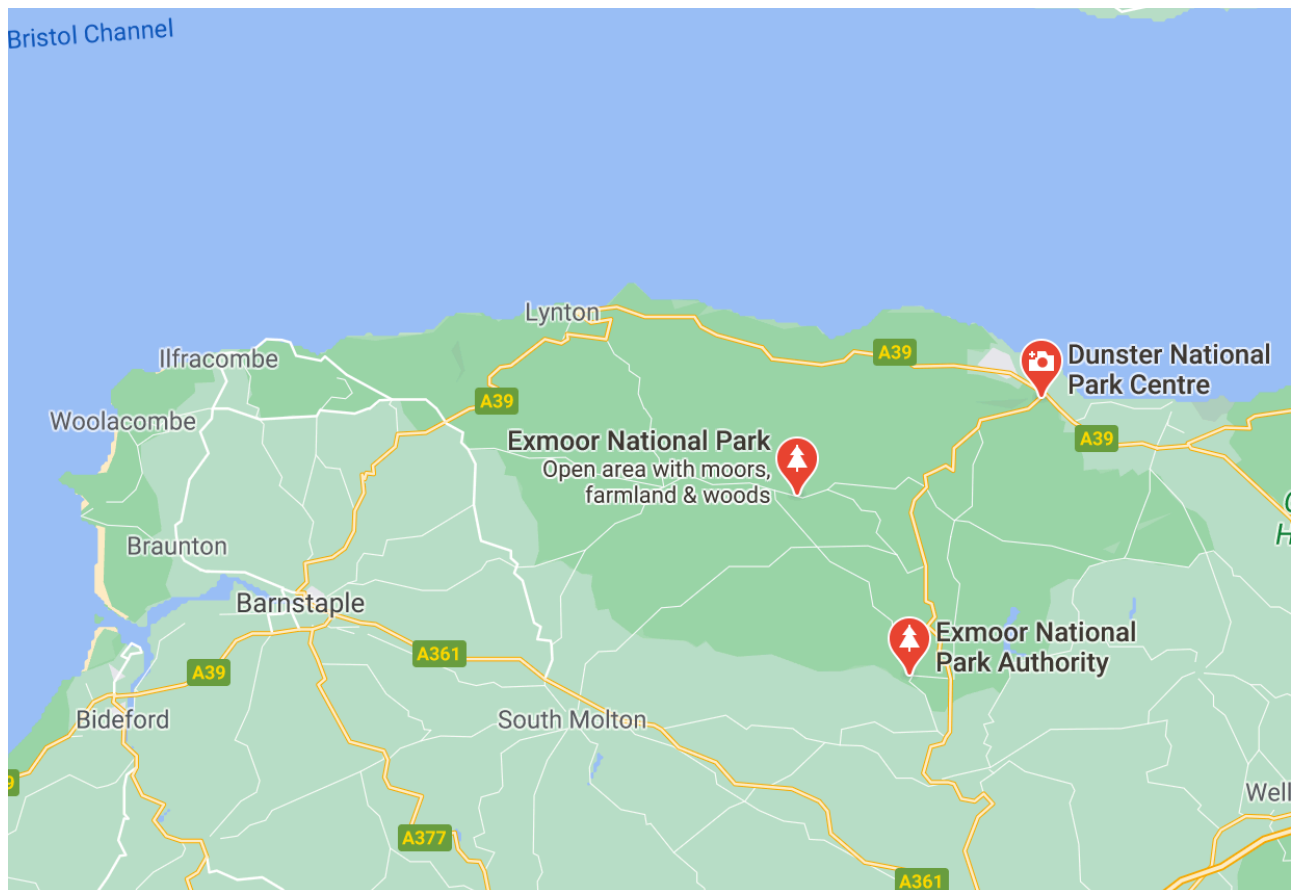 Bristol Channel
Lynton
Ilfracombe
A39
Dunster National
Park Centre
A39
Woolacombe
A39
Exmoor National Park
Open area with moors,
farmland & woods
Braunton
Barnstaple
Exmoor National
Park Authority
A361
A39
Bideford
South Molton
Well
A377
A361